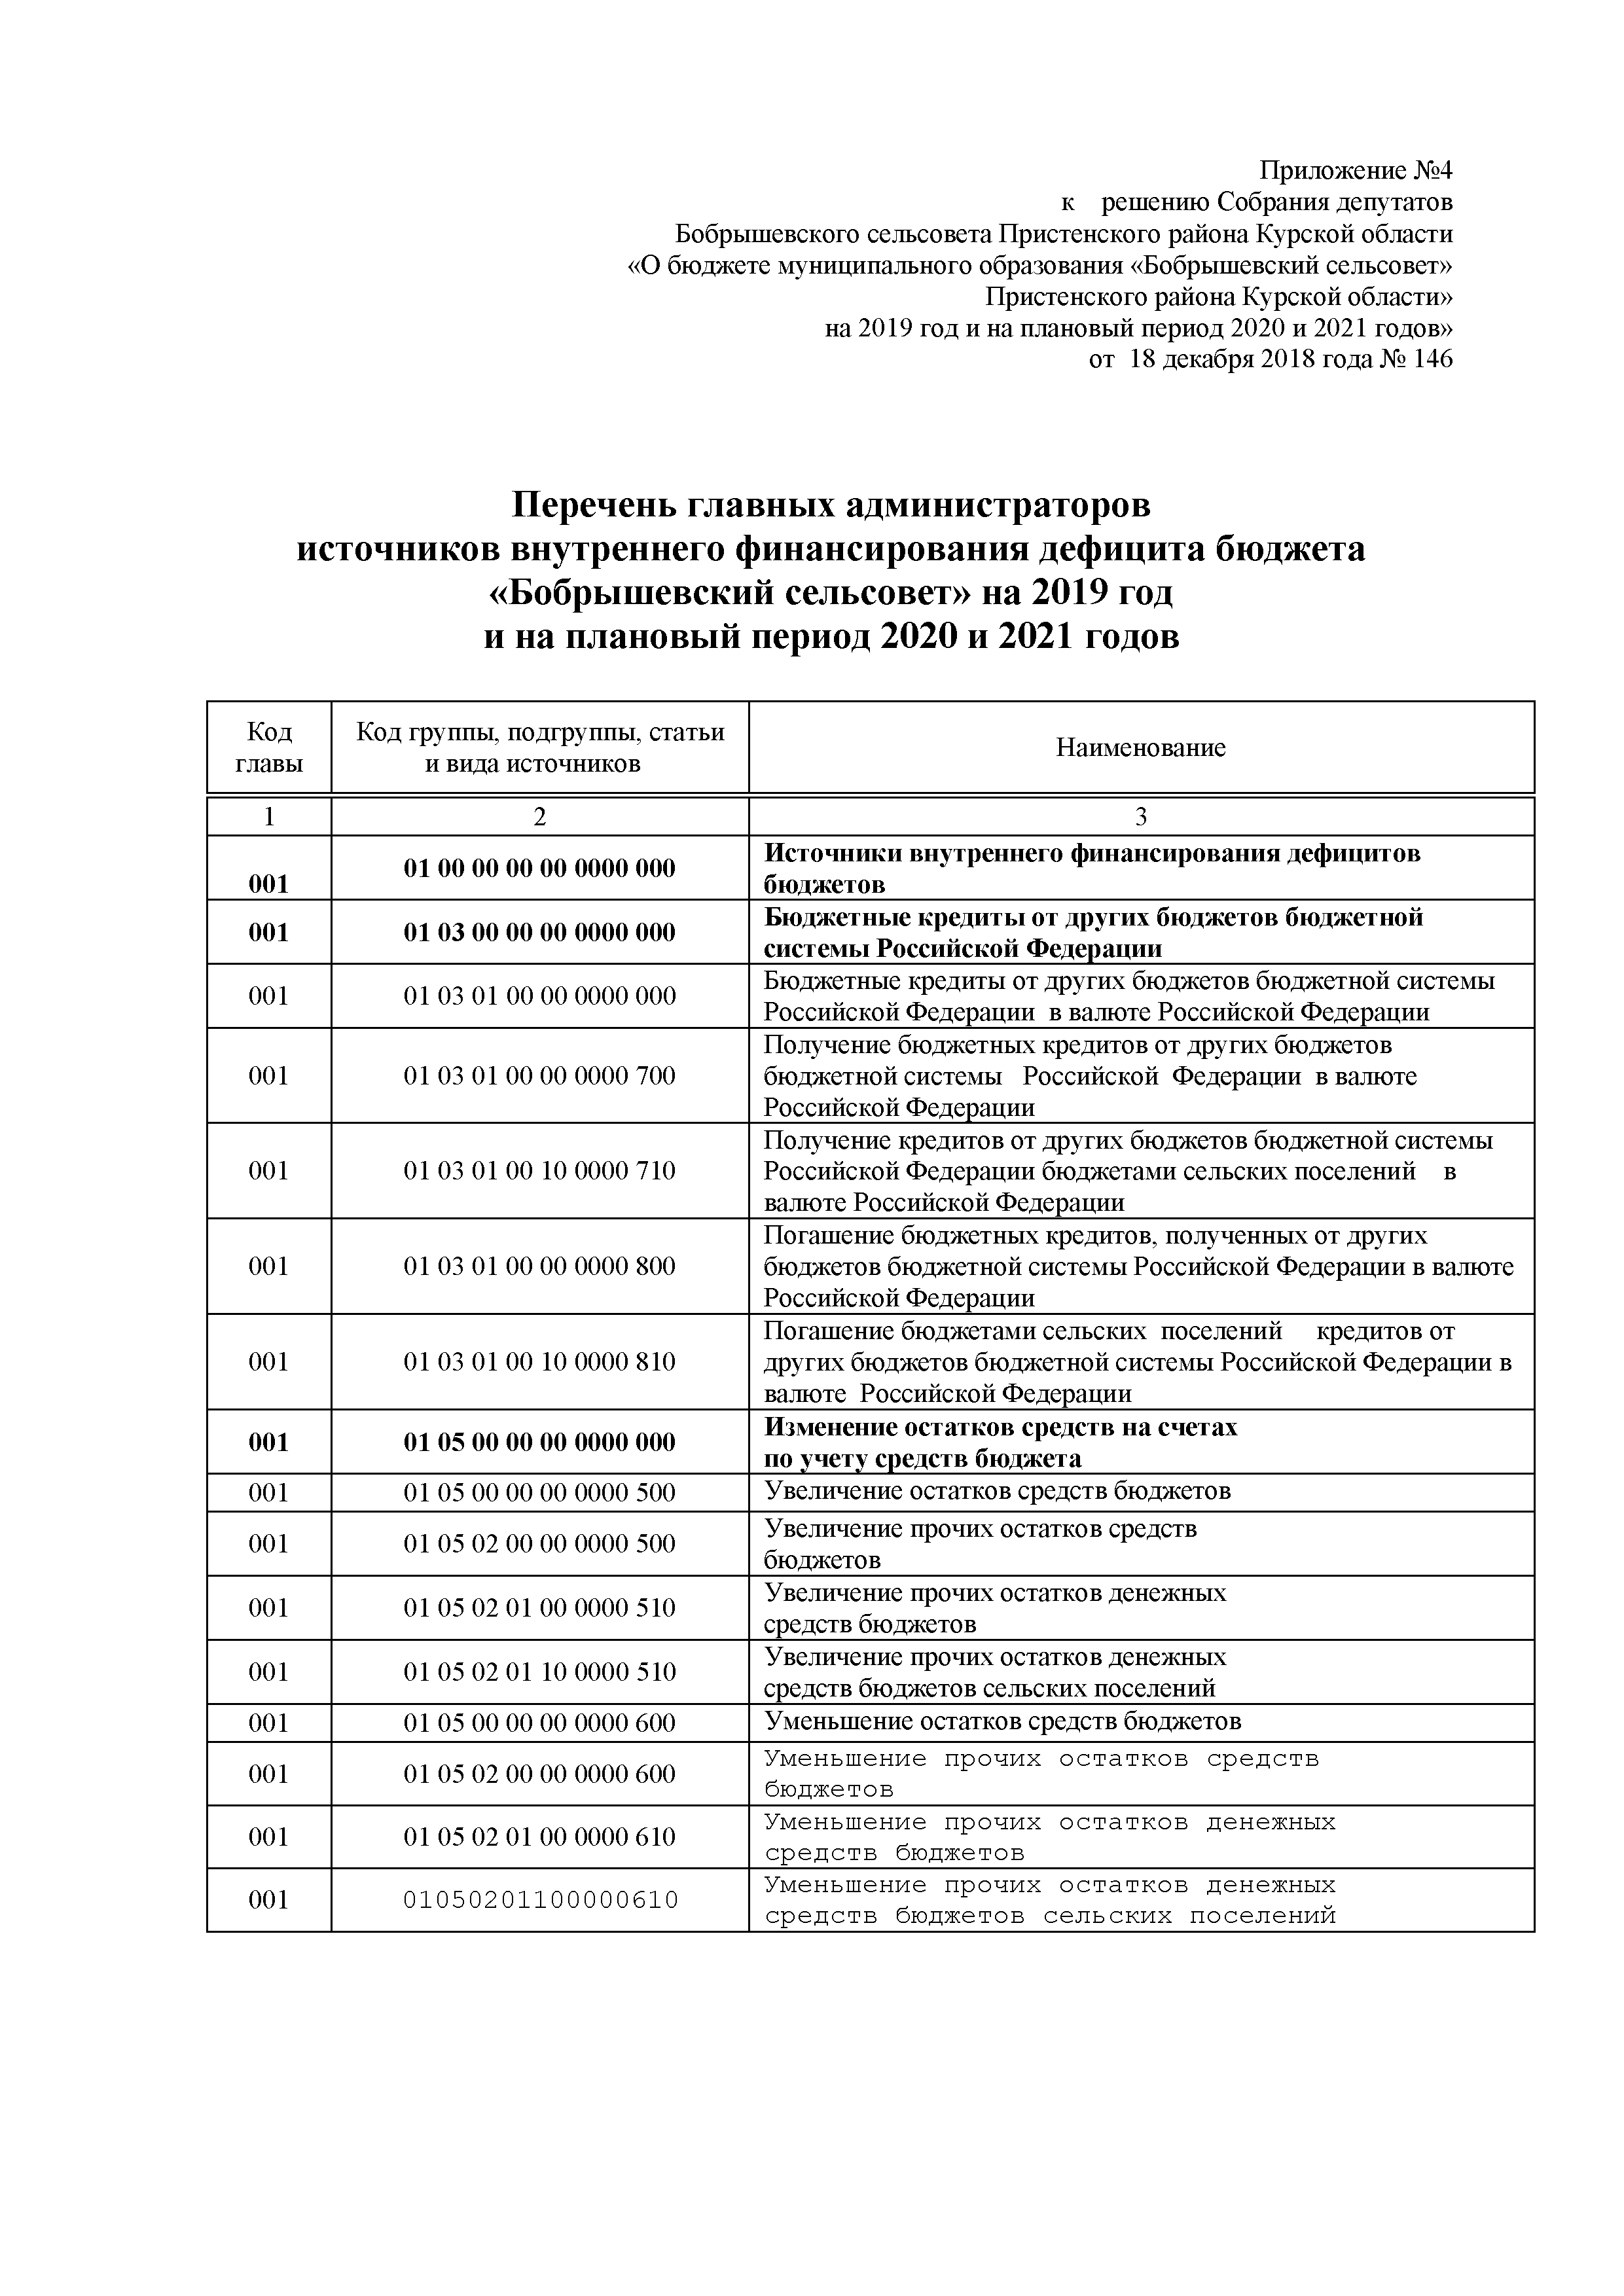 Приложение №4
к решению Собрания депутатов
Бобрышевского сельсовета Пристенского района Курской области
«О бюджете муниципального образования «Бобрышевский сельсовет»
Пристенского района Курской области»
на 2019 год и на плановый период 2020 и 2021 годов»
от 18 декабря 2018 года № 146
Перечень главных администраторов
источников внутреннего финансирования дефицита бюджета
«Бобрышевский сельсовет» на 2019 год
и на плановый период 2020 и 2021 годов
Код
главы
Код группы, подгруппы, статьи
и вида источников
Наименование
1
2
3
001
01 00 00 00 00 0000 000
Источники внутреннего финансирования дефицитов
бюджетов
001
01 03 00 00 00 0000 000
Бюджетные кредиты от других бюджетов бюджетной
системы Российской Федерации
001
01 03 01 00 00 0000 000
Бюджетные кредиты от других бюджетов бюджетной системы
Российской Федерации в валюте Российской Федерации
001
01 03 01 00 00 0000 700
Получение бюджетных кредитов от других бюджетов
бюджетной системы Российской Федерации в валюте
Российской Федерации
001
01 03 01 00 10 0000 710
Получение кредитов от других бюджетов бюджетной системы
Российской Федерации бюджетами сельских поселений в
валюте Российской Федерации
001
01 03 01 00 00 0000 800
Погашение бюджетных кредитов, полученных от других
бюджетов бюджетной системы Российской Федерации в валюте
Российской Федерации
001
01 03 01 00 10 0000 810
Погашение бюджетами сельских поселений кредитов от
других бюджетов бюджетной системы Российской Федерации в
валюте Российской Федерации
001
01 05 00 00 00 0000 000
Изменение остатков средств на счетах
по учету средств бюджета
001
01 05 00 00 00 0000 500
Увеличение остатков средств бюджетов
001
01 05 02 00 00 0000 500
Увеличение прочих остатков средств
бюджетов
001
01 05 02 01 00 0000 510
Увеличение прочих остатков денежных
средств бюджетов
001
01 05 02 01 10 0000 510
Увеличение прочих остатков денежных
средств бюджетов сельских поселений
001
01 05 00 00 00 0000 600
Уменьшение остатков средств бюджетов
001
01 05 02 00 00 0000 600
Уменьшение прочих остатков средств
бюджетов
001
01 05 02 01 00 0000 610
Уменьшение прочих остатков денежных
средств бюджетов
001
01050201100000610
Уменьшение прочих остатков денежных
средств бюджетов сельских поселений